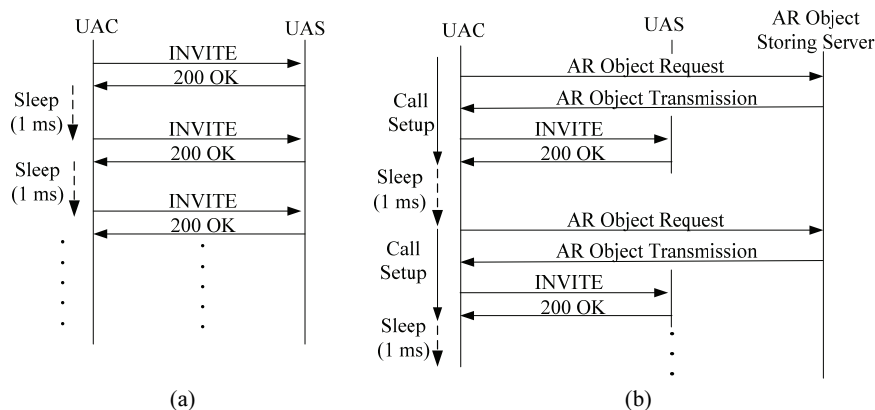 UAC
UAS
INVITE
200 OK
Sleep
(1 ms)
INVITE
200 OK
Sleep
(1 ms)
INVITE
200 OK
(a)
UAC
UAS
AR Object
Storing Server
AR Object Request
AR Object Transmission
Call
Setup
INVITE
200 OK
Sleep
(1 ms)
AR Object Request
AR Object Transmission
Call
Setup
INVITE
200 OK
Sleep
(1 ms)
(b)